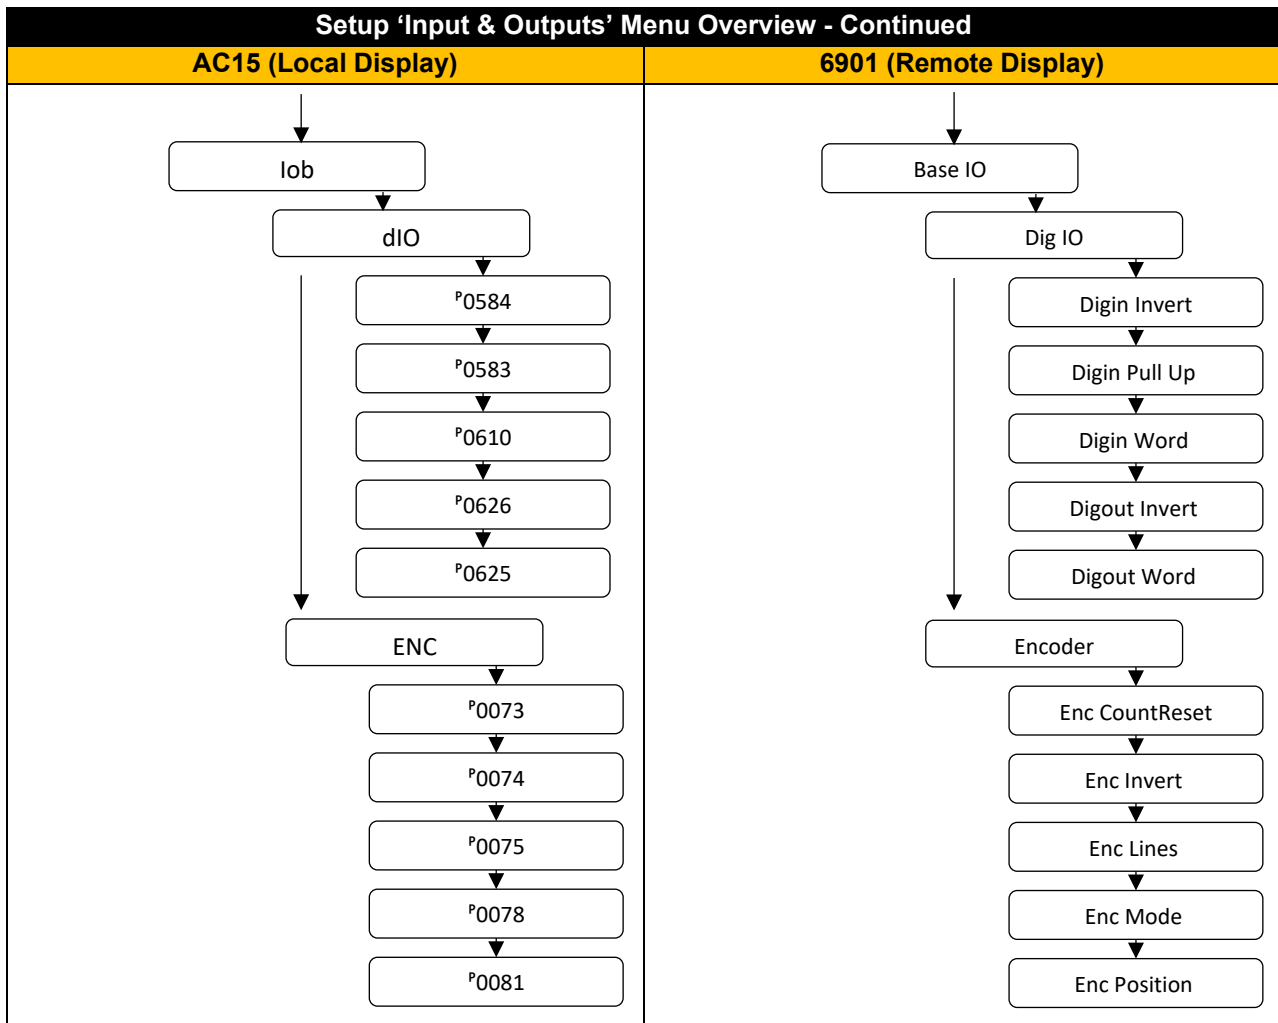 Setup ‘Input & Outputs’ Menu Overview - Continued
AC15 (Local Display)
6901 (Remote Display)
Iob
dIO
ᴾ0584
ᴾ0583
ᴾ0610
ᴾ0626
ᴾ0625
ENC
ᴾ0073
ᴾ0074
ᴾ0075
ᴾ0078
ᴾ0081
Base IO
Dig IO
Digin Invert
Digin Pull Up
Digin Word
Digout Invert
Digout Word
Encoder
Enc CountReset
Enc Invert
Enc Lines
Enc Mode
Enc Position